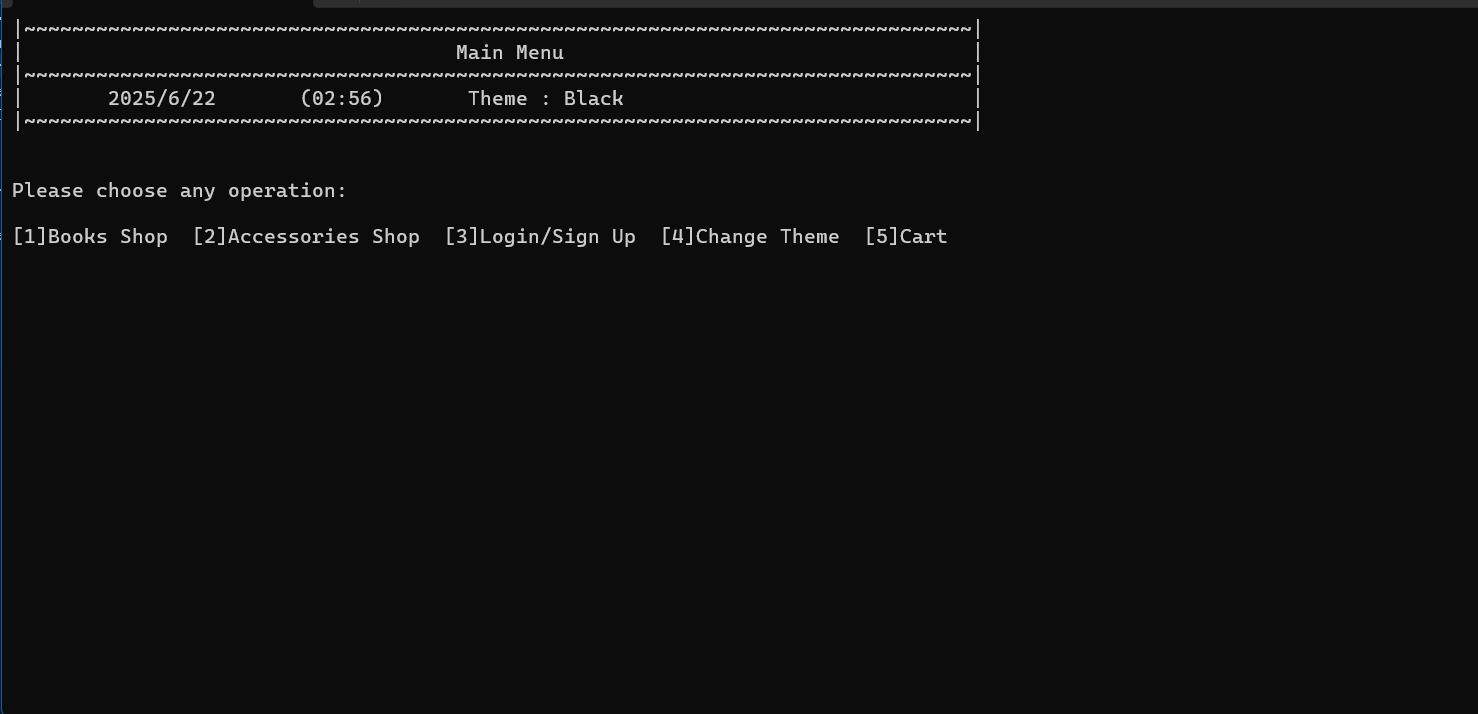 |~~~~~~~~~~~~~~~~~~~~~~~~~~~~~~~~~~~~~~~~~~~~~~~~~~~~~~~~~~~~~~~~~~~~~~~~~~~~~~~|
| Main Menu |
|~~~~~~~~~~~~~~~~~~~~~~~~~~~~~~~~~~~~~~~~~~~~~~~~~~~~~~~~~~~~~~~~~~~~~~~~~~~~~~~|
| 2025/6/22 (02:56) Theme : Black |
|~~~~~~~~~~~~~~~~~~~~~~~~~~~~~~~~~~~~~~~~~~~~~~~~~~~~~~~~~~~~~~~~~~~~~~~~~~~~~~~|
Please choose any operation:
[1]Books Shop [2]Accessories Shop [3]Login/Sign Up [4]Change Theme [5]Cart